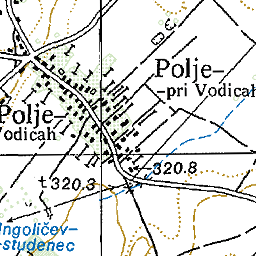 Polje-
-pri Vodicah
Polje-
Vodicah
320.8
320.3
Ingoličev-
-studenec